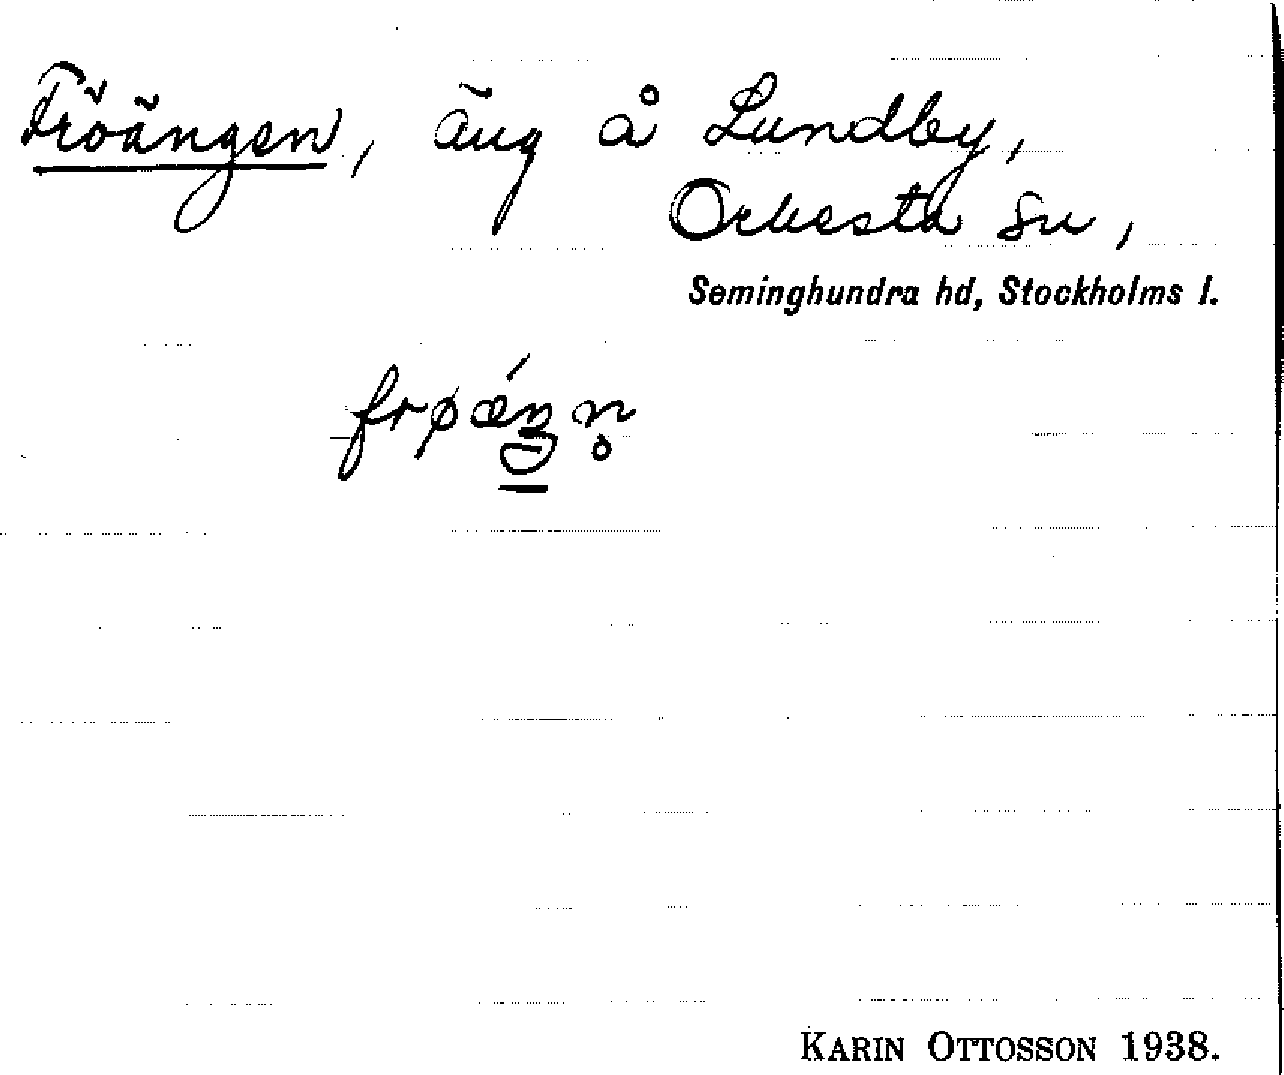 Fröängen, äng å Lundby,
Orkesta sn,
Seminghundra hd, Stockholms l.
KARIN OTTOSSON 1938.